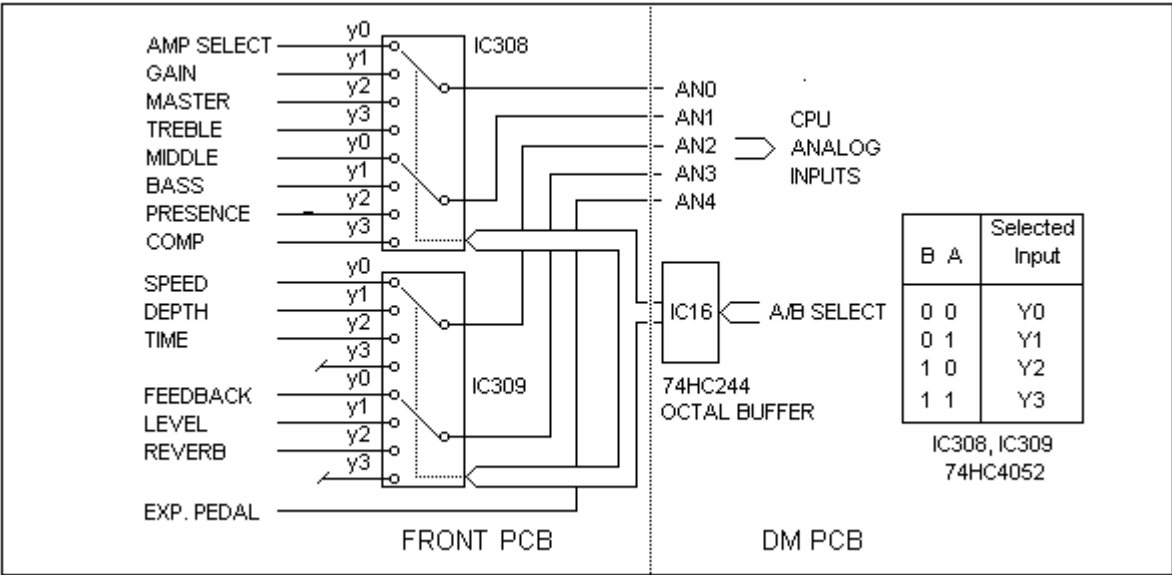 AMP SELECT y0
GAIN y1
MASTER y2
TREBLE y3
MIDDLE y0
BASS y1
PRESENCE y2
COMP y3
IC308
SPEED y0
DEPTH y1
TIME y2
y3
FEEDBACK y0
LEVEL y1
REVERB y2
y3
IC309
EXP. PEDAL
FRONT PCB
AN0
AN1
AN2
AN3
AN4
CPU
ANALOG
INPUTS
IC16
A/B SELECT
74HC244
OCTAL BUFFER
DM PCB
B A Selected Input
0 0 Y0
0 1 Y1
1 0 Y2
1 1 Y3
IC308, IC309
74HC4052